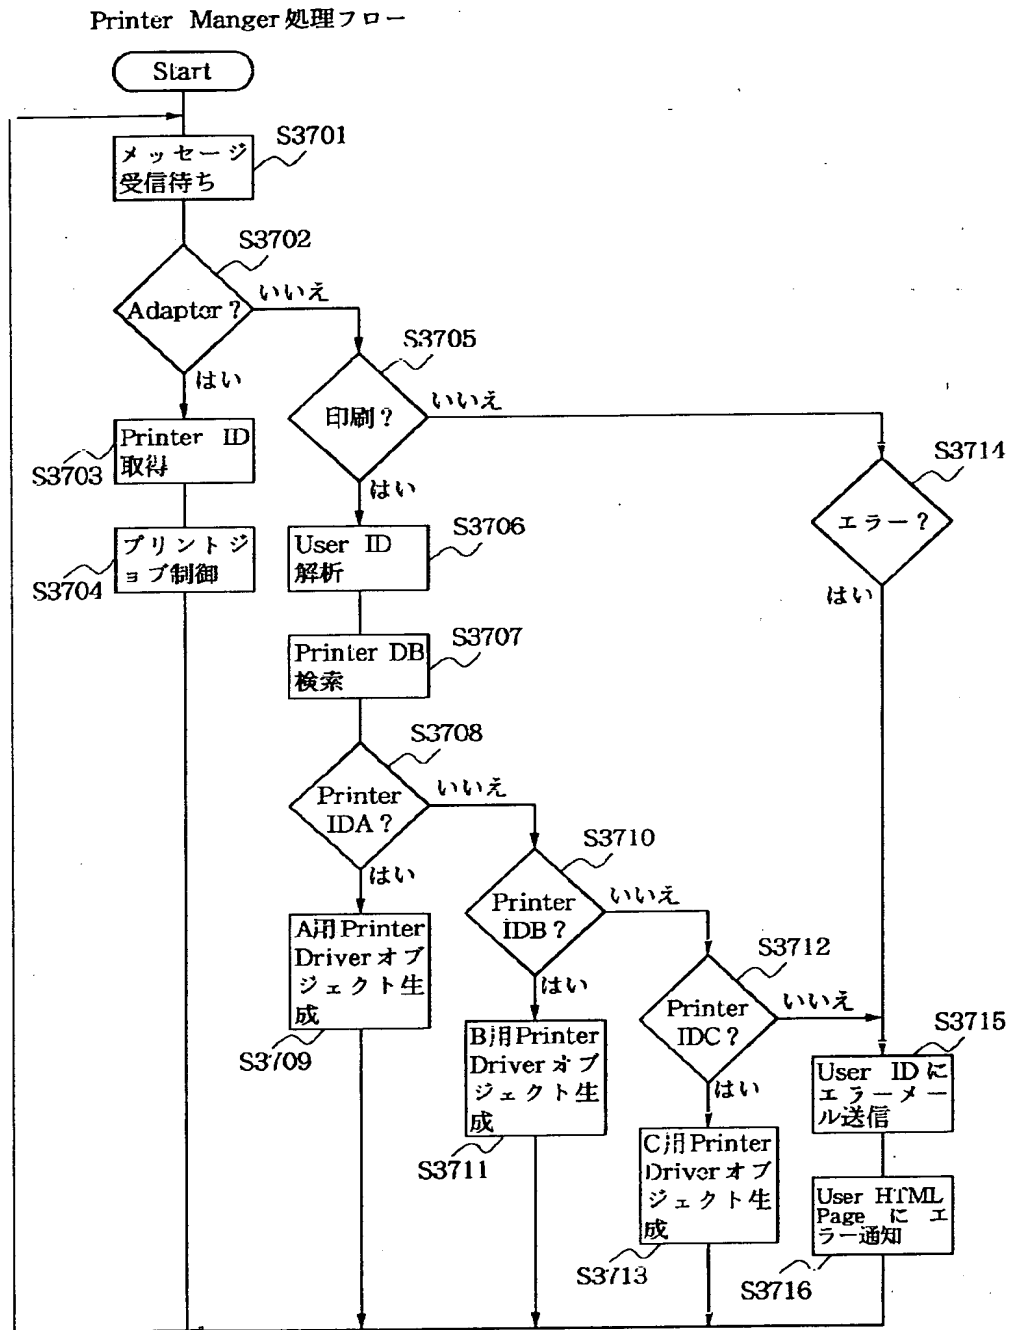 Printer Manger 処理フロー
Start
S3701
メッセージ
受信待ち
S3702
Adapter？
いいえ
はい
S3703
Printer ID
取得
S3704
プリントジ
ョブ制御
S3705
印刷？
いいえ
はい
S3706
User ID
解析
S3707
Printer DB
検索
S3708
Printer
IDA？
いいえ
はい
A用Printer
Driverオブ
ジェクト生
成
S3709
S3710
Printer
IDB？
いいえ
はい
B用Printer
Driverオブ
ジェクト生
成
S3711
S3712
Printer
IDC？
いいえ
はい
C用Printer
Driverオブ
ジェクト生
成
S3713
S3714
エラー？
はい
S3715
User IDに
エラーメー
ル送信
User HTML
Page にエ
ラー通知
S3716